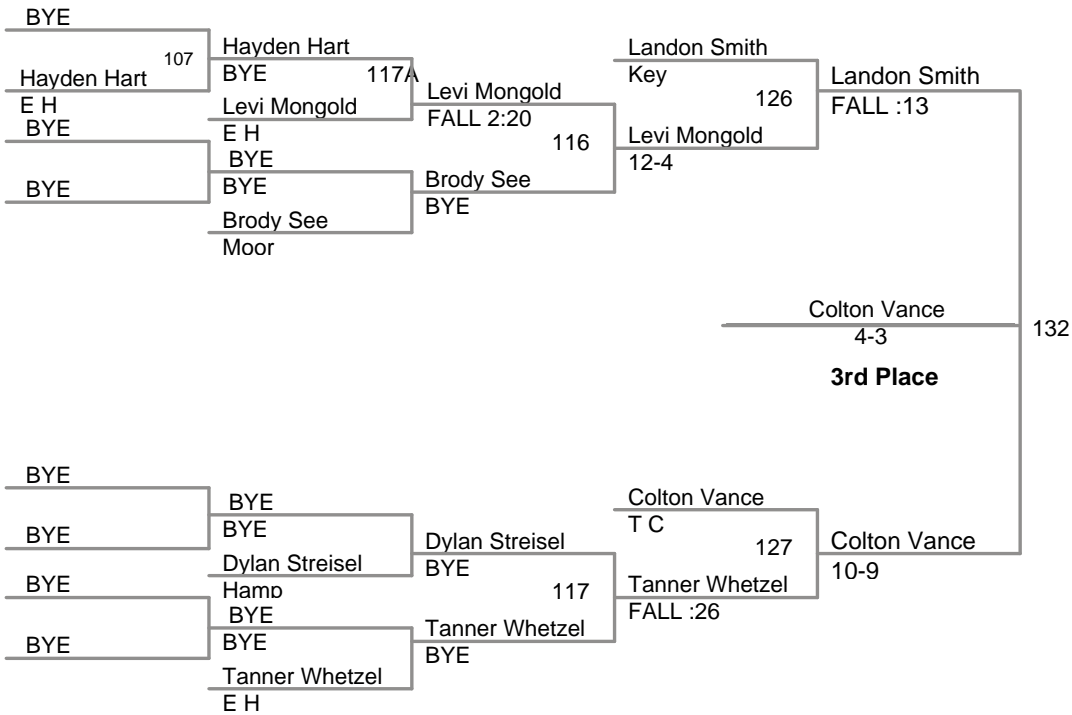 BYE
107
Hayden Hart
E H
BYE
BYE
Hayden Hart
BYE
117A
Levi Mongold
E H
BYE
BYE
Brody See
Moor
Levi Mongold
FALL 2:20
116
Brody See
BYE
Landon Smith
Key
126
Levi Mongold
12-4
Landon Smith
FALL :13
Colton Vance
4-3
3rd Place
132
BYE
BYE
BYE
BYE
BYE
BYE
Dylan Streisel
Hamp
BYE
BYE
Tanner Whetzel
E H
Dylan Streisel
BYE
117
Tanner Whetzel
BYE
Colton Vance
T C
127
Tanner Whetzel
FALL :26
Colton Vance
10-9